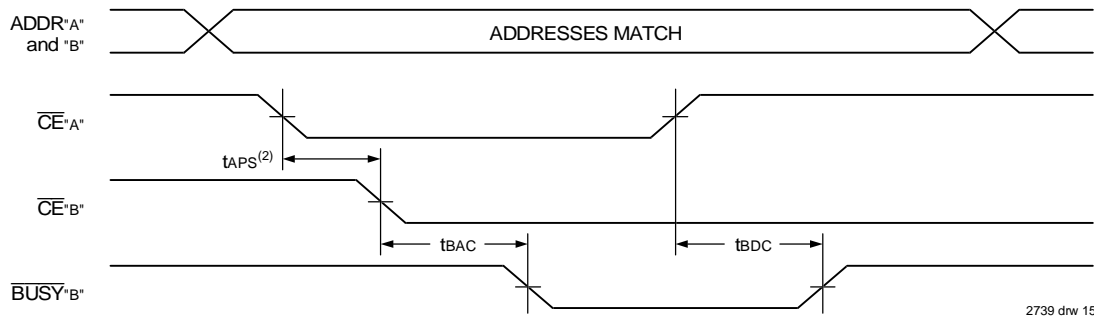 ADDR"A"
and "B"
ADDRESSES MATCH
CE"A"
tAPS(2)
CE"B"
tBAC
tBDC
BUSY"B"
2739 drw 15